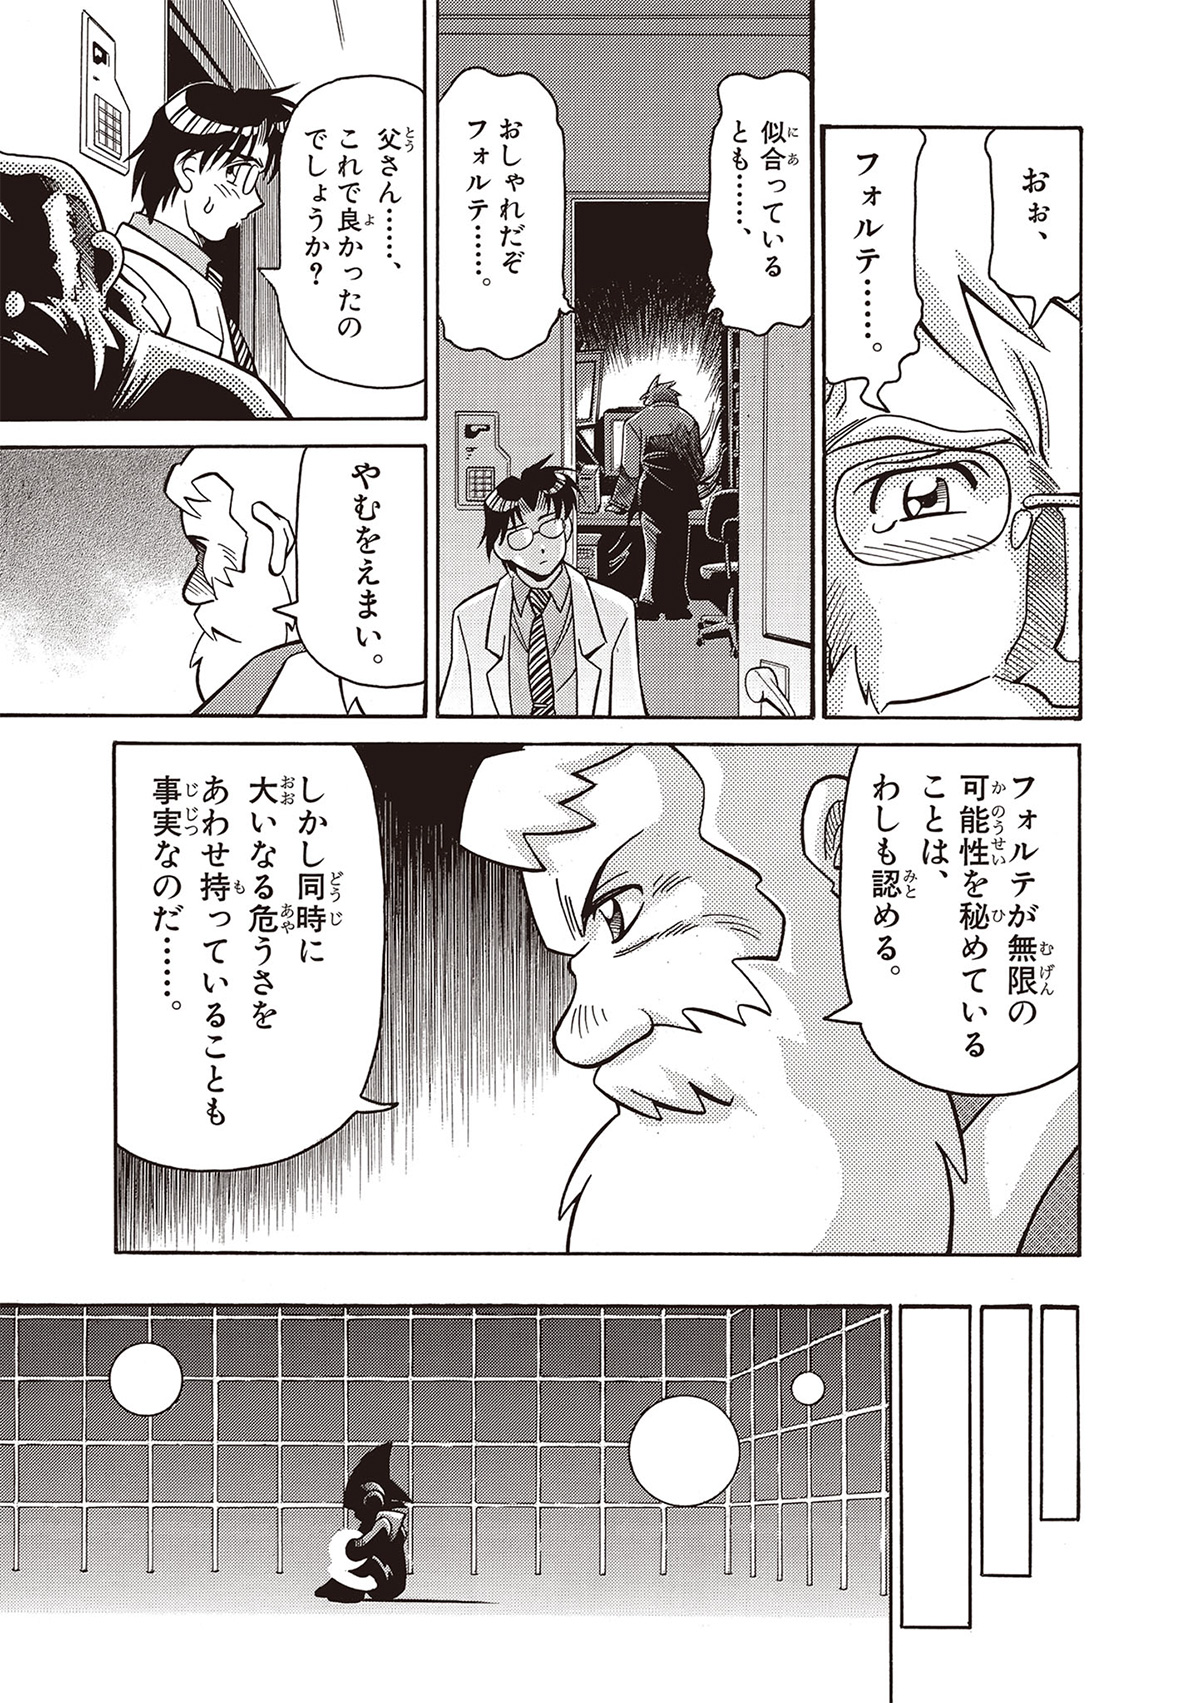 おぉ、
フォルテ……。
似合っている
とも……、
おしゃれだぞ
フォルテ……。
父さん……、
これで良かったの
でしょうか？
やむをえまい。
フォルテが無限の
可能性を秘めている
ことは、
わしも認める。
しかし同時に
大いなる危うさを
あわせ持っていることも
事実なのだ……。